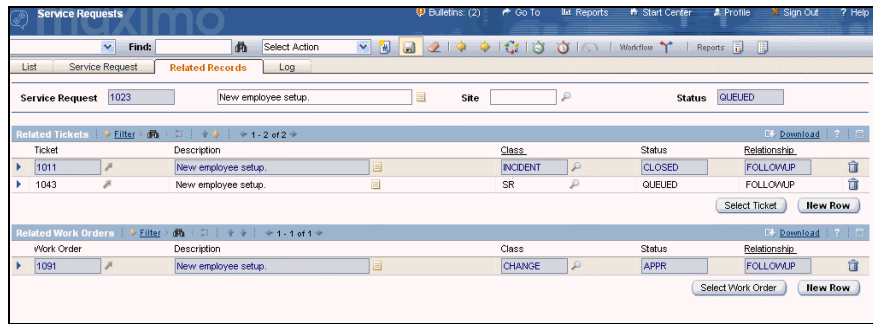 Service Requests maximo Bulletins: (2) Go To Reports Start Center Profile Sign Out ? Help
Find: Select Action Workflow Reports
List Service Request Related Records Log
Service Request 1023 New employee setup. Site Status QUEUED
Related Tickets Filter 1 - 2 of 2 Download ?
Ticket Description Class Status Relationship
1011 New employee setup. INCIDENT CLOSED FOLLOWUP
1043 New employee setup. SR QUEUED FOLLOWUP
Select Ticket New Row
Related Work Orders Filter 1 - 1 of 1 Download ?
Work Order Description Class Status Relationship
1091 New employee setup. CHANGE APPR FOLLOWUP
Select Work Order New Row